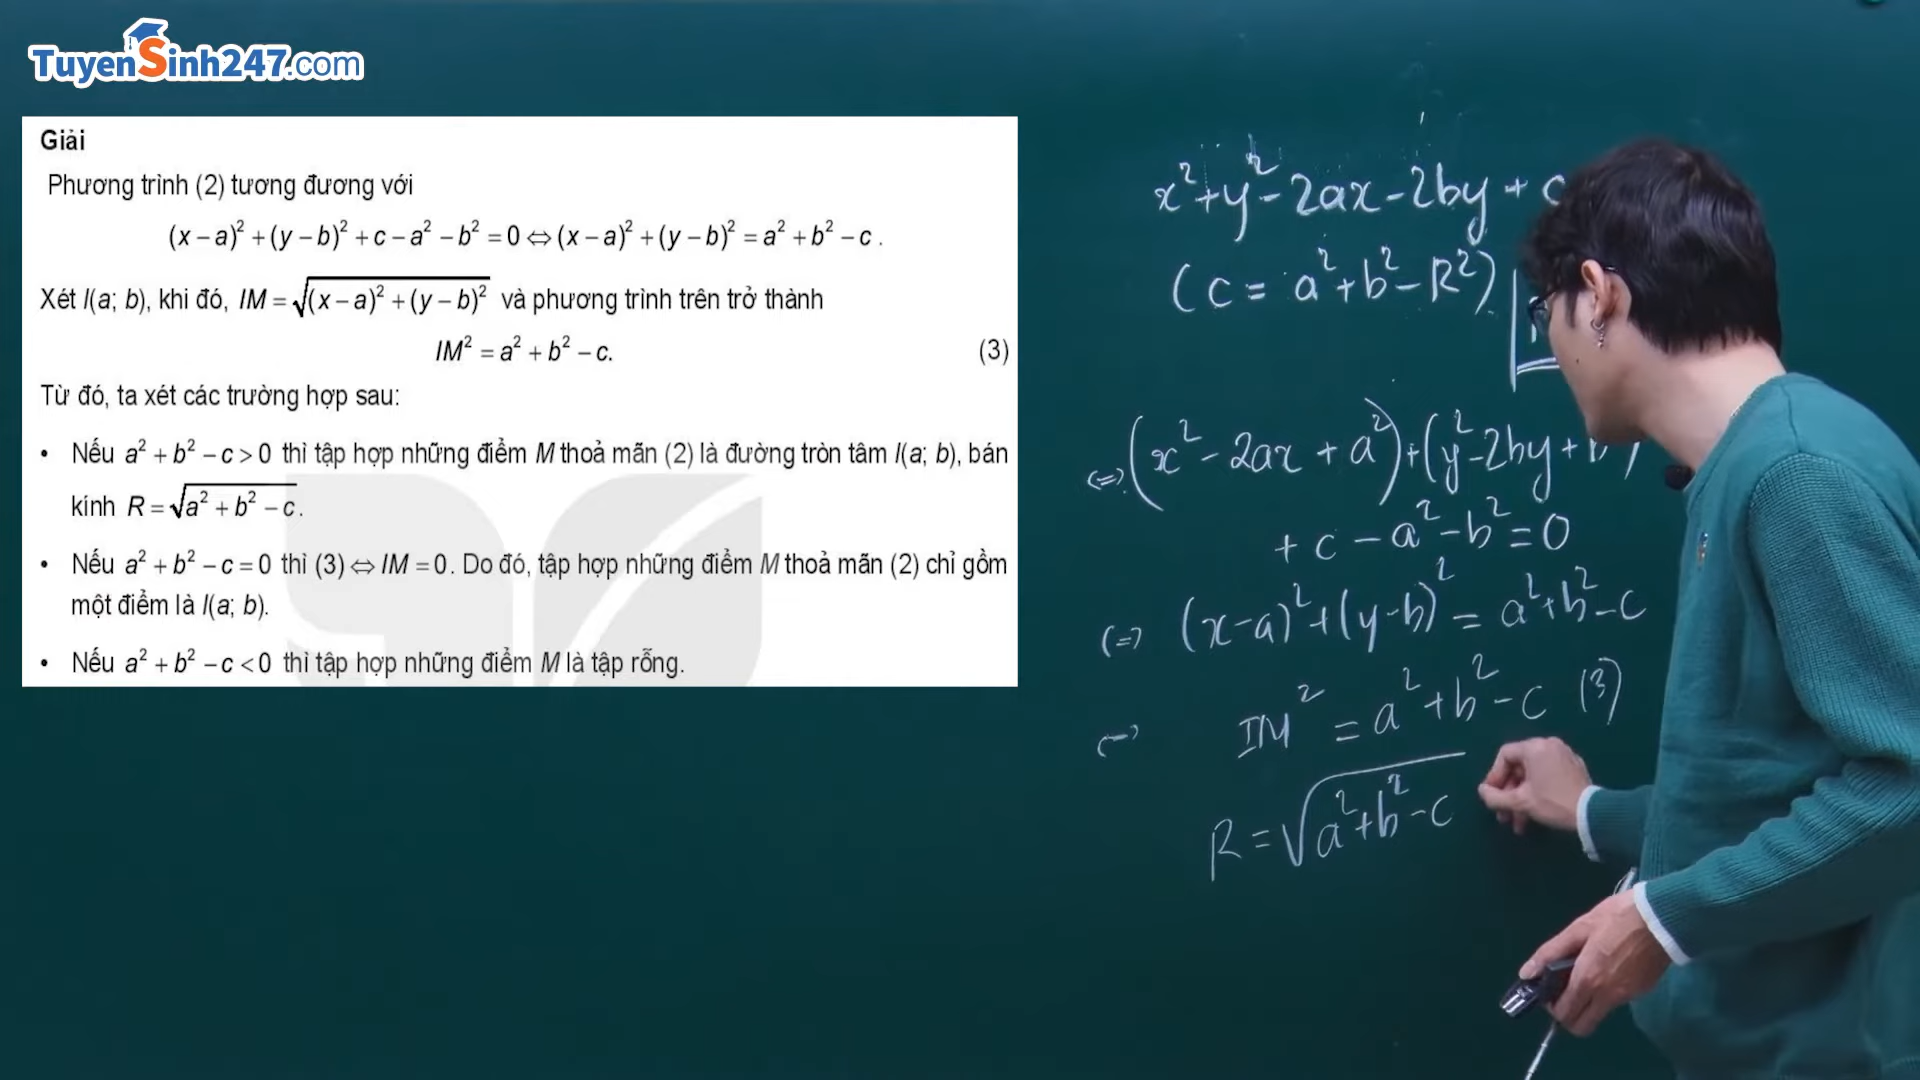 TuyenSinh247.com
Giải
Phương trình (2) tương đương với
(x – a)² + (y – b)² + c – a² – b² = 0 ⇔ (x – a)² + (y – b)² = a² + b² – c .
Xét I(a; b), khi đó, IM = √((x – a)² + (y – b)²) và phương trình trên trở thành
IM² = a² + b² – c. (3)
Từ đó, ta xét các trường hợp sau:
• Nếu a² + b² – c > 0 thì tập hợp những điểm M thoả mãn (2) là đường tròn tâm I(a; b), bán
kính R = √(a² + b² – c).
• Nếu a² + b² – c = 0 thì (3) ⇔ IM = 0. Do đó, tập hợp những điểm M thoả mãn (2) chỉ gồm
một điểm là I(a; b).
• Nếu a² + b² – c < 0 thì tập hợp những điểm M là tập rỗng.
x² + y² - 2ax - 2by + c
(c = a² + b² - R²)
⇔ (x² - 2ax + a²) + (y² - 2by + b²)
+ c - a² - b² = 0
⇔ (x-a)² + (y-b)² = a² + b² - c
⇔ IM² = a² + b² - c (3)
R = √(a² + b² - c)